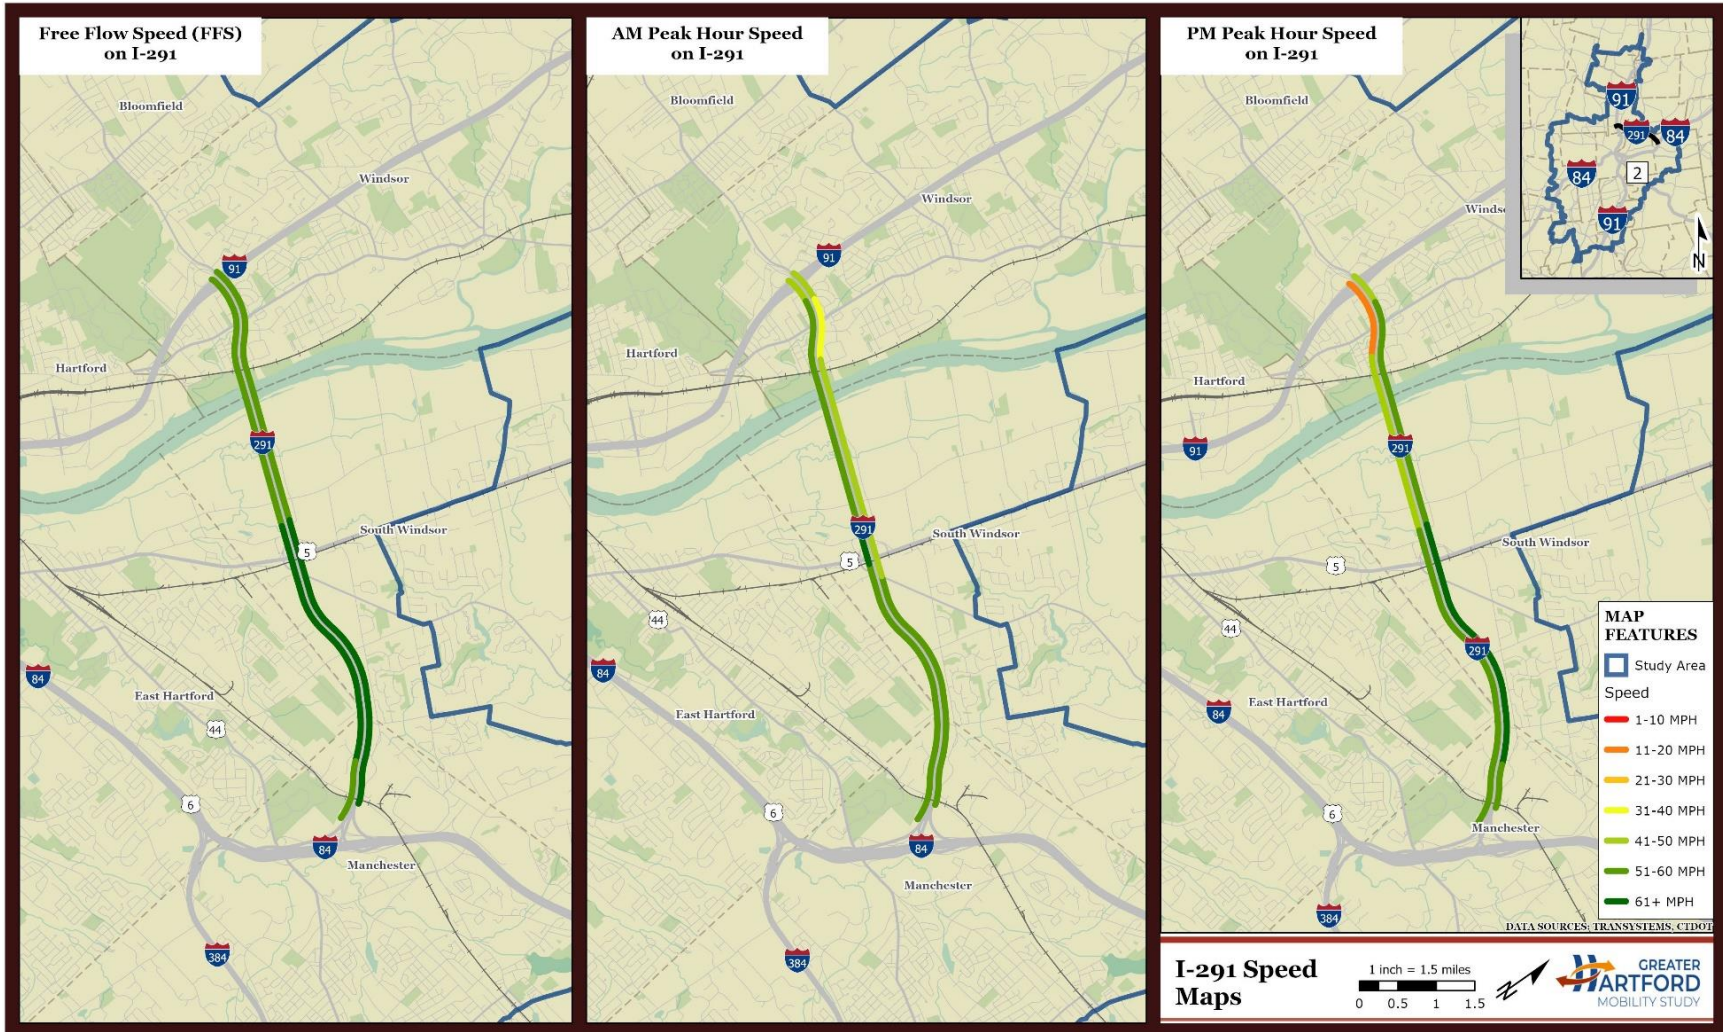 Free Flow Speed (FFS)
on I-291
Bloomfield
Windsor
91
Hartford
291
South Windsor
5
84
East Hartford
44
6
84
Manchester
384
AM Peak Hour Speed
on I-291
Bloomfield
Windsor
91
Hartford
291
South Windsor
5
44
84
East Hartford
6
84
Manchester
384
PM Peak Hour Speed
on I-291
Bloomfield
Winds
Hartford
91
291
South Windsor
5
44
291
84
East Hartford
6
Manchester
384
91
291
84
84
2
91
N
MAP
FEATURES
Study Area
Speed
1-10 MPH
11-20 MPH
21-30 MPH
31-40 MPH
41-50 MPH
51-60 MPH
61+ MPH
DATA SOURCES: TRANSYSTEMS, CTDOT
I-291 Speed
Maps
1 inch = 1.5 miles
0 0.5 1 1.5
N
GREATER
HARTFORD
MOBILITY STUDY